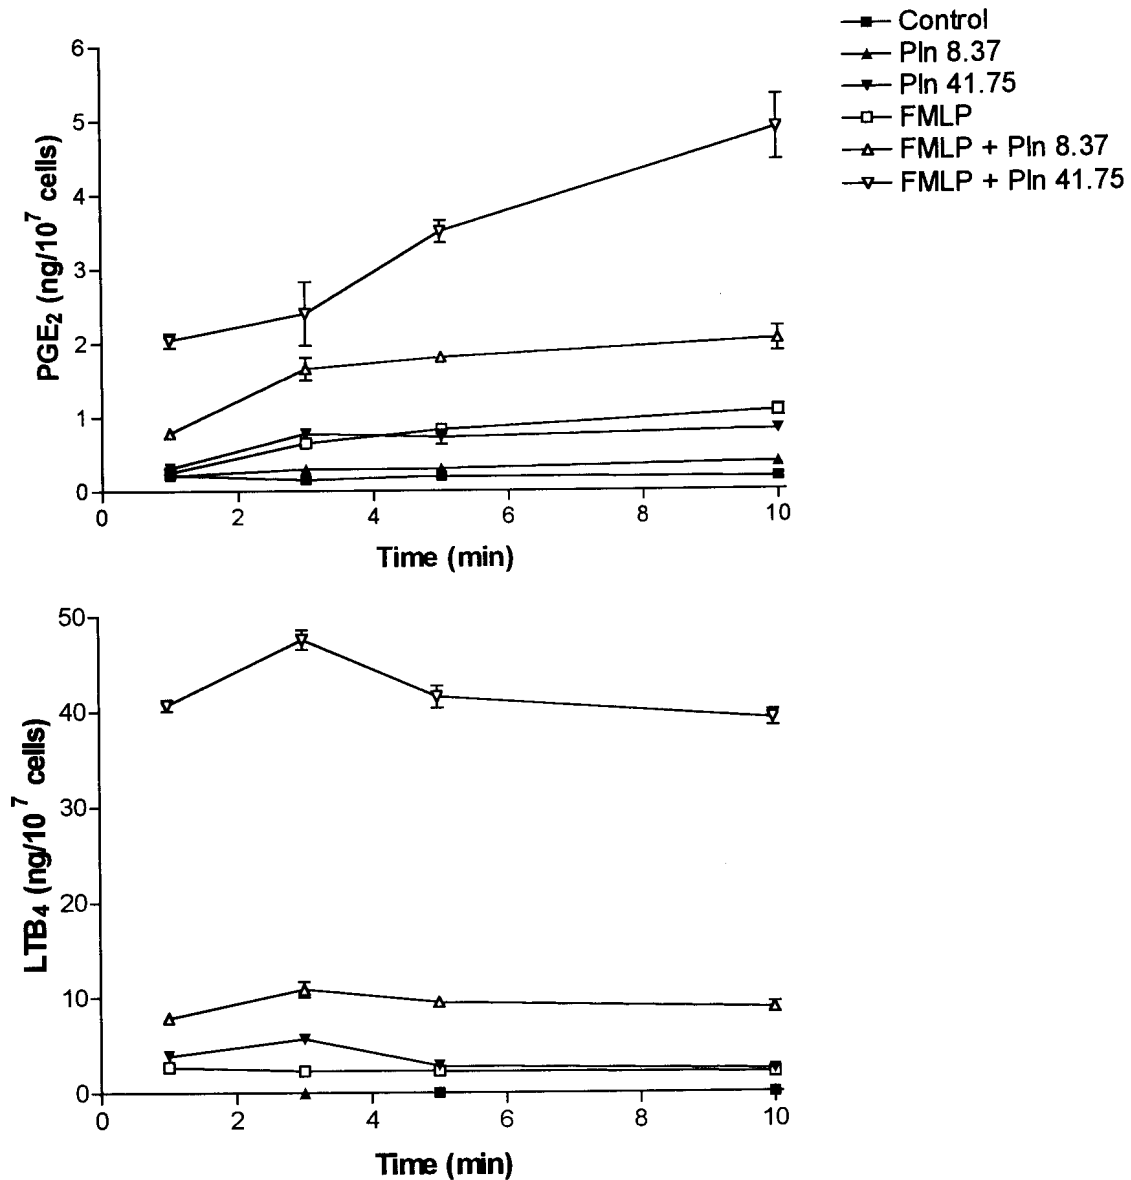 Control
Pln 8.37
Pln 41.75
FMLP
FMLP + Pln 8.37
FMLP + Pln 41.75
6
5
4
3
2
1
0
PGE₂ (ng/10⁷ cells)
0 2 4 6 8 10
Time (min)
50
40
30
20
10
0
LTB₄ (ng/10⁷ cells)
0 2 4 6 8 10
Time (min)